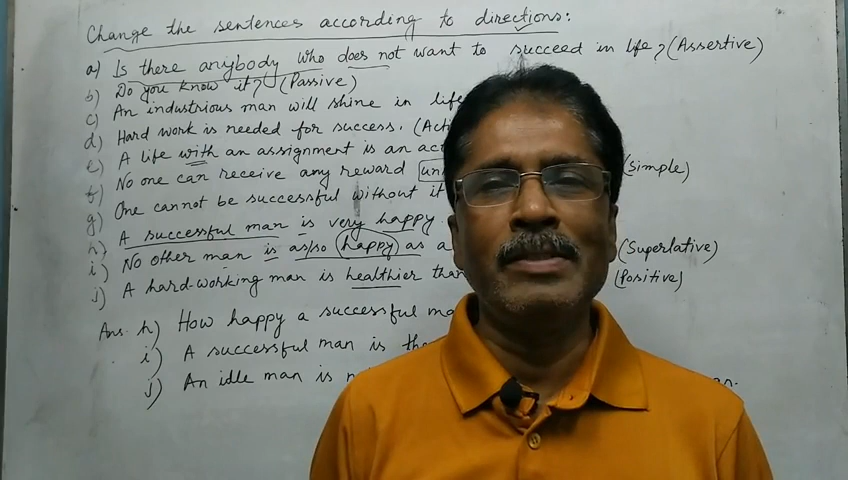 Change the sentences according to directions:
a) Is there anybody who does not want to succeed in life? (Assertive)
b) Do you know it? (Passive)
c) An industrious man will shine in life
d) Hard work is needed for success. (Act
e) A life with an assignment is an act
f) No one can receive any reward un (Simple)
g) One cannot be successful without it
h) A successful man is very happy.
i) No other man is as/so happy as a (Superlative)
j) A hard-working man is healthier than (Positive)
Ans. h) How happy a successful ma
i) A successful man is the
j) An idle man is n